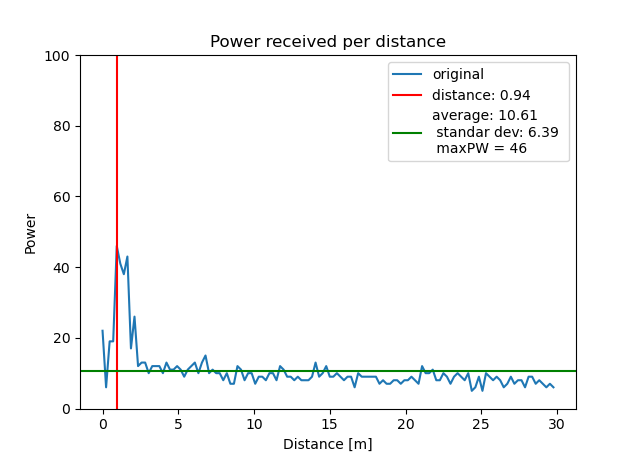 Power received per distance
original
distance: 0.94
average: 10.61
standar dev: 6.39
maxPW = 46
Power
100
80
60
40
20
0
0 5 10 15 20 25 30
Distance [m]